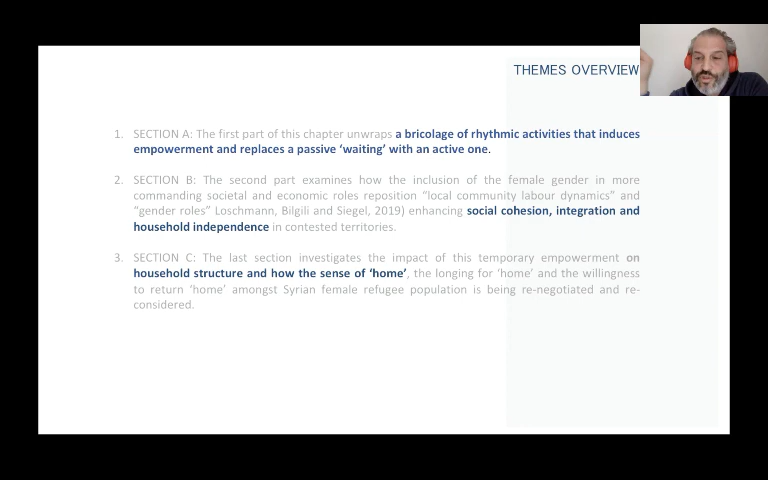 THEMES OVERVIEW
1. SECTION A: The first part of this chapter unwraps a bricolage of rhythmic activities that induces
empowerment and replaces a passive ‘waiting’ with an active one.
2. SECTION B: The second part examines how the inclusion of the female gender in more
commanding societal and economic roles reposition “local community labour dynamics” and
“gender roles” Loschmann, Bilgili and Siegel, 2019) enhancing social cohesion, integration and
household independence in contested territories.
3. SECTION C: The last section investigates the impact of this temporary empowerment on
household structure and how the sense of ‘home’, the longing for ‘home’ and the willingness
to return ‘home’ amongst Syrian female refugee population is being re-negotiated and re-
considered.